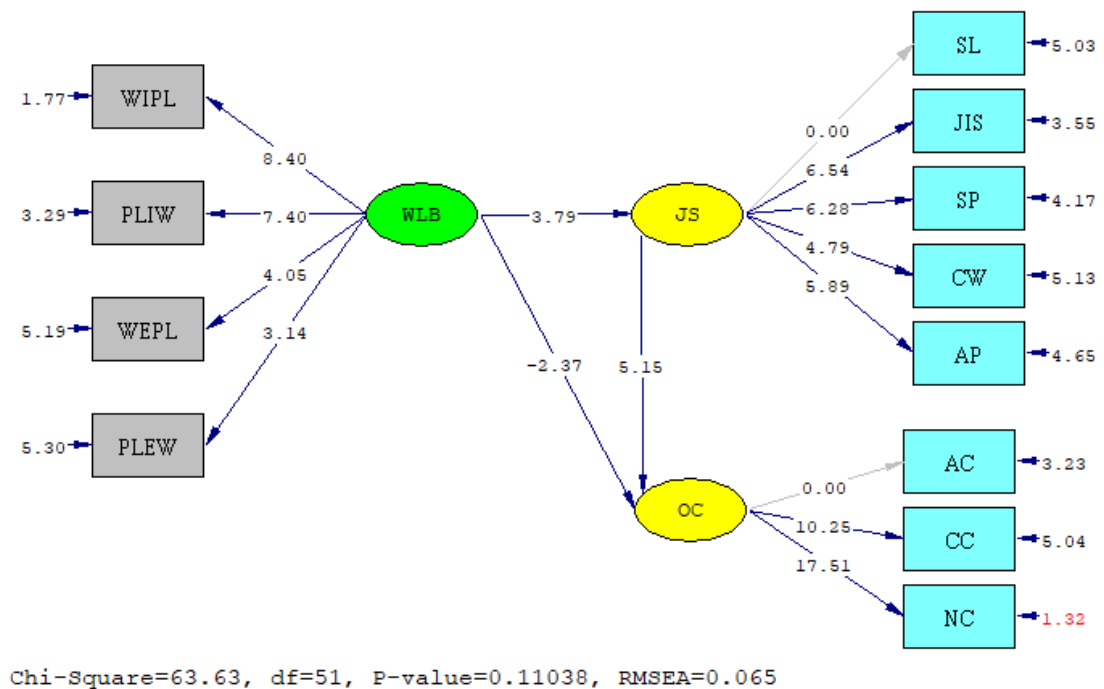 SL
5.03
WIPL
1.77
8.40
0.00
JIS
3.55
6.54
PLIW
3.29
7.40
WLB
3.79
JS
6.28
SP
4.17
4.79
CW
5.13
4.05
5.89
WEPL
5.19
3.14
AP
4.65
-2.37
5.15
PLEW
5.30
AC
3.23
0.00
OC
10.25
CC
5.04
17.51
NC
1.32
Chi-Square=63.63, df=51, P-value=0.11038, RMSEA=0.065